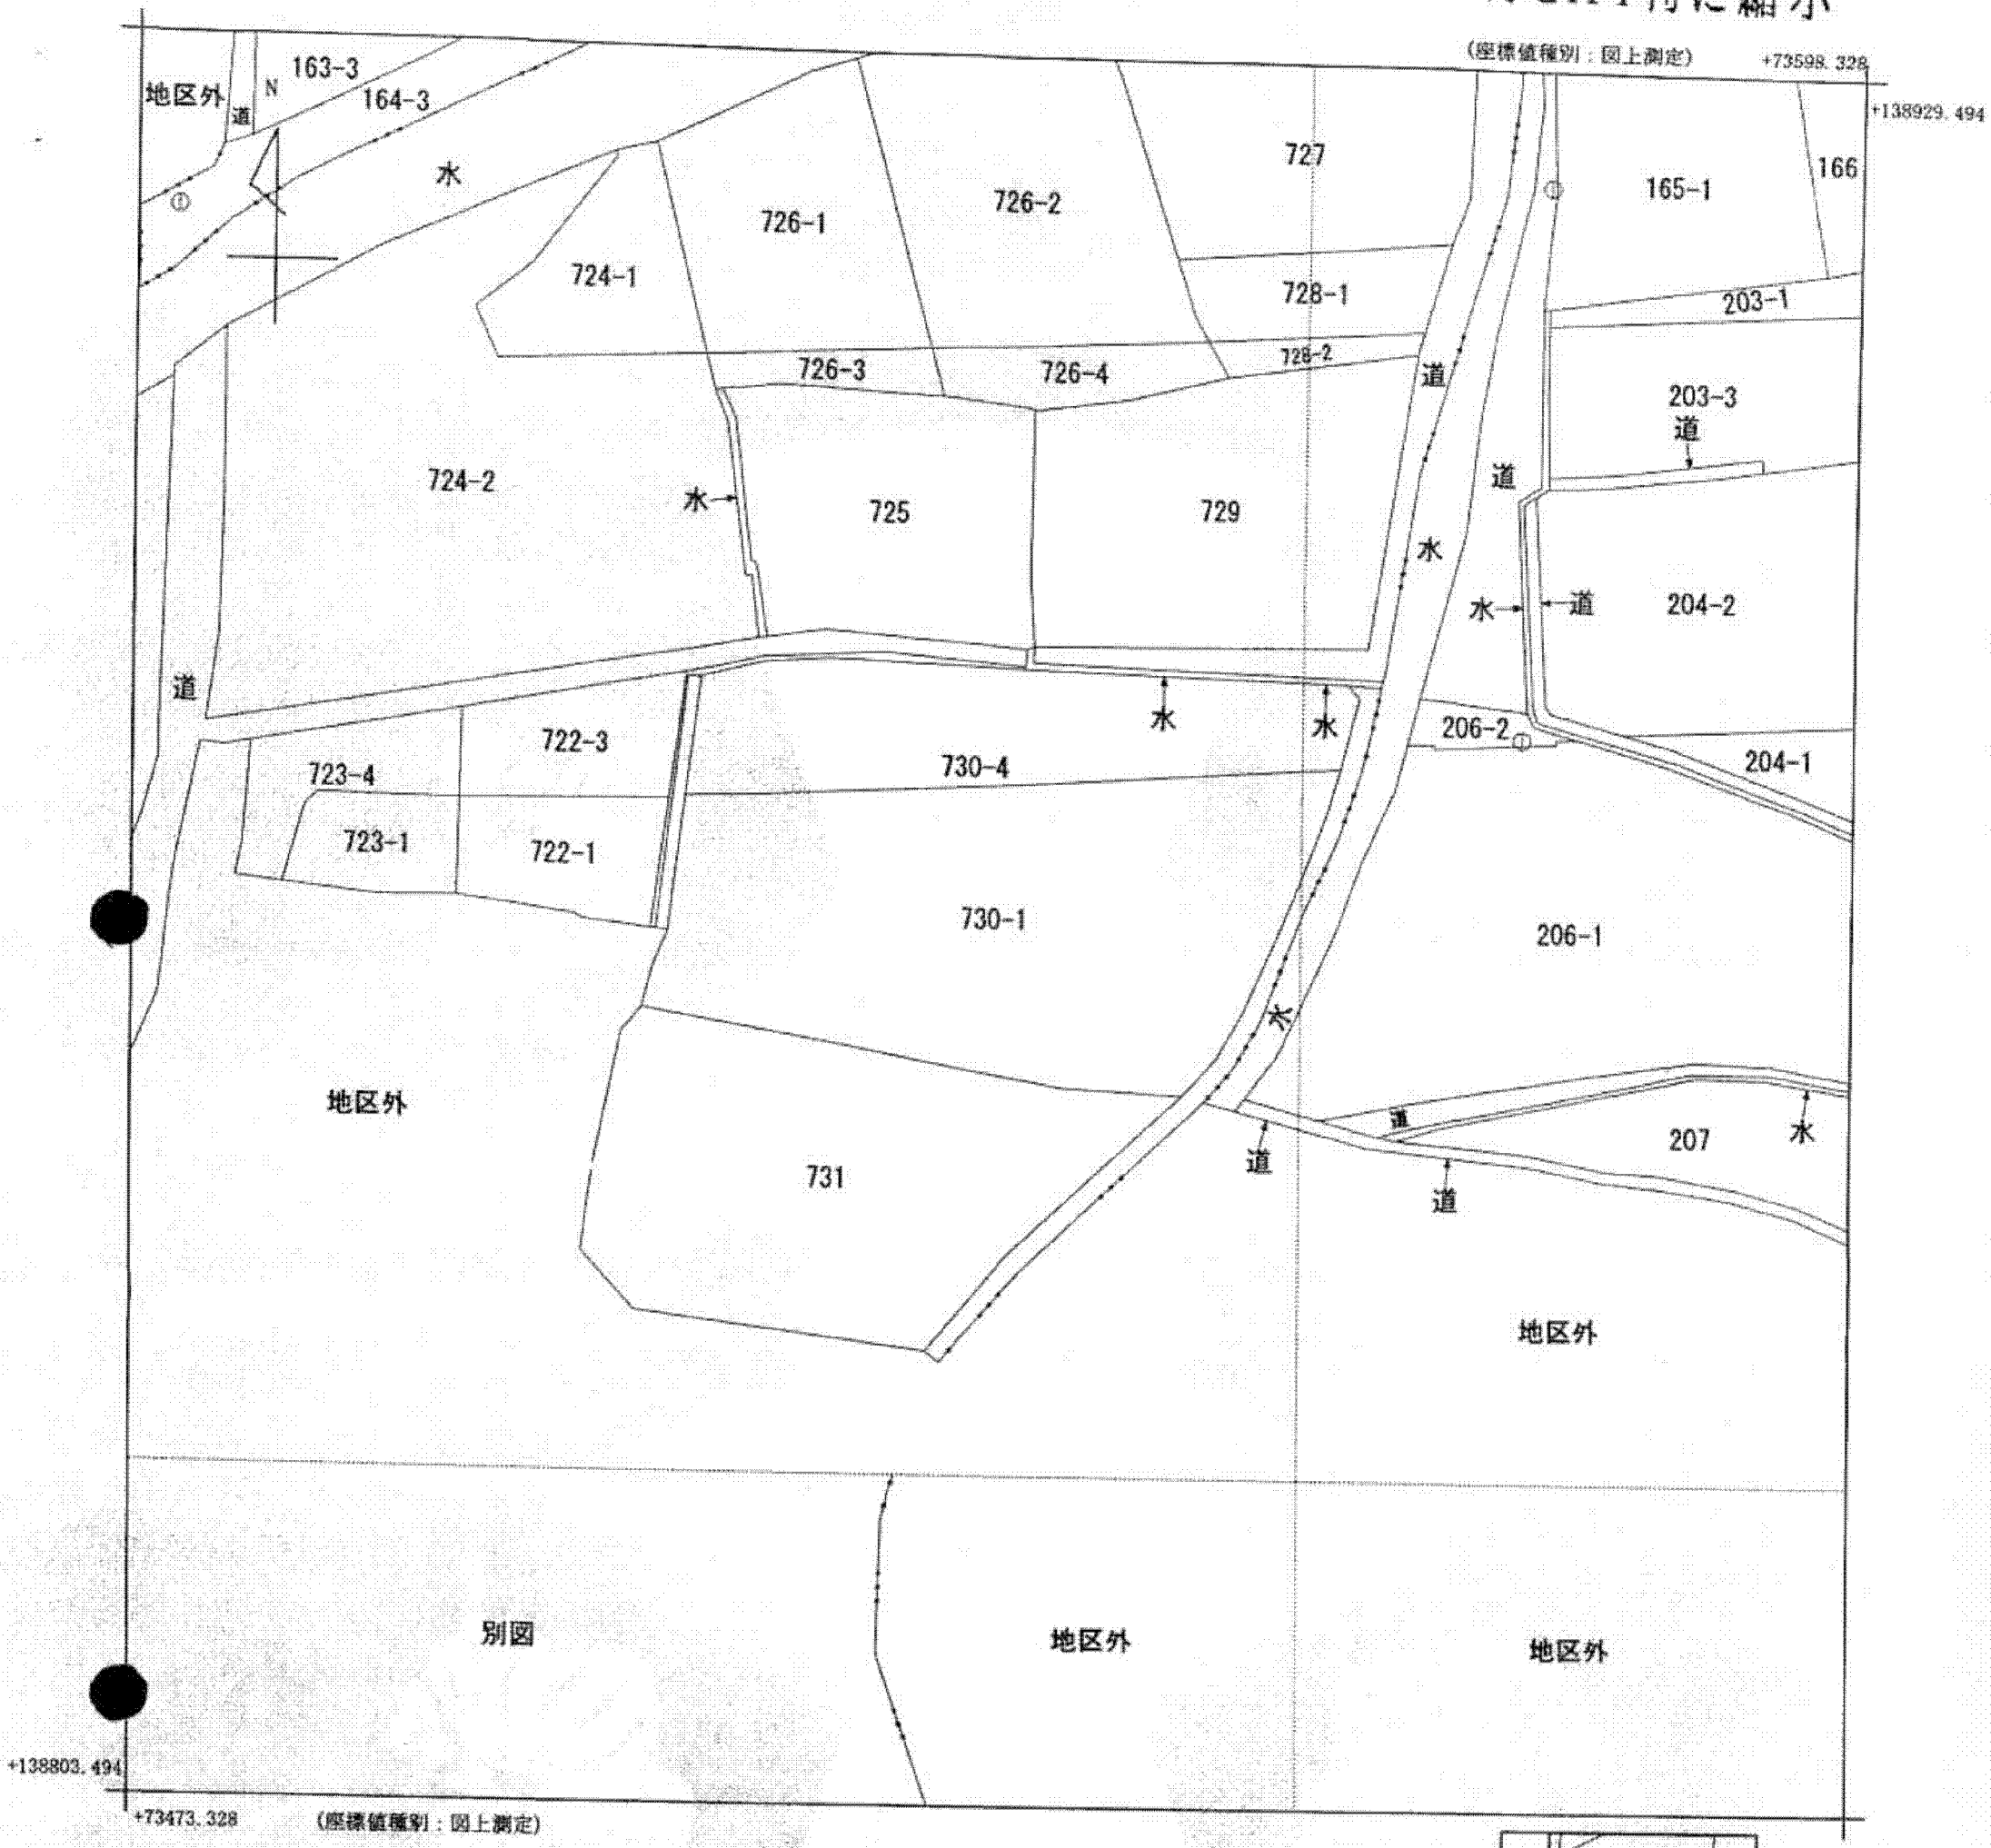 に縮小
(座標値種別：図上測定)
+73598.328
+138929.494
163-3
地区外
道
N
164-3
水
727
165-1
166
726-1
726-2
724-1
728-1
203-1
726-3
726-4
728-2
道
203-3
道
724-2
水
725
729
道
水
水
道
204-2
道
水
水
206-2
722-3
730-4
723-4
204-1
723-1
722-1
730-1
206-1
水
地区外
道
207
水
731
道
道
地区外
別図
地区外
地区外
+138803.494
+73473.328
(座標値種別：図上測定)